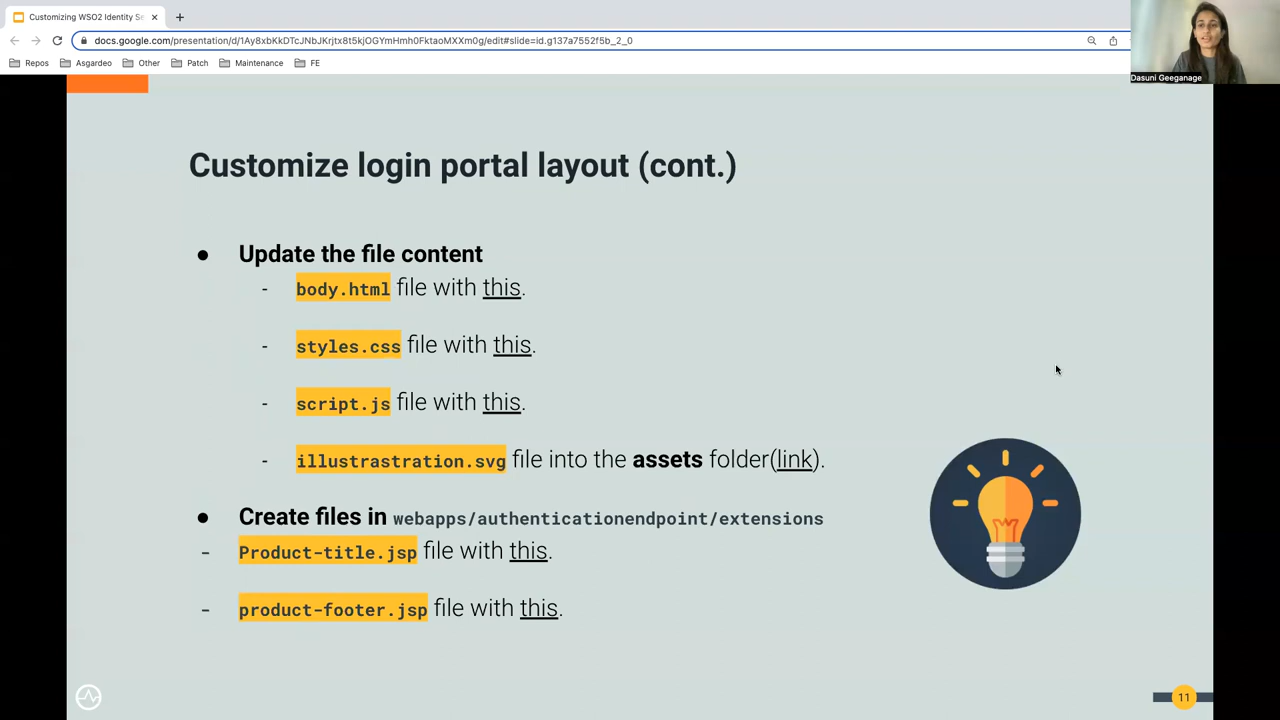 Customizing WSO2 Identity Se
docs.google.com/presentation/d/1Ay8xbKkDTcJNbJKrjtx8t5kjOGYmHmh0FktaoMXXm0g/edit#slide=id.g137a7552f5b_2_0
Repos Asgardeo Other Patch Maintenance FE
Dasuni Geeganage
Customize login portal layout (cont.)
● Update the file content
- body.html file with this.
- styles.css file with this.
- script.js file with this.
- illustrastration.svg file into the assets folder(link).
● Create files in webapps/authenticationendpoint/extensions
- Product-title.jsp file with this.
- product-footer.jsp file with this.
11